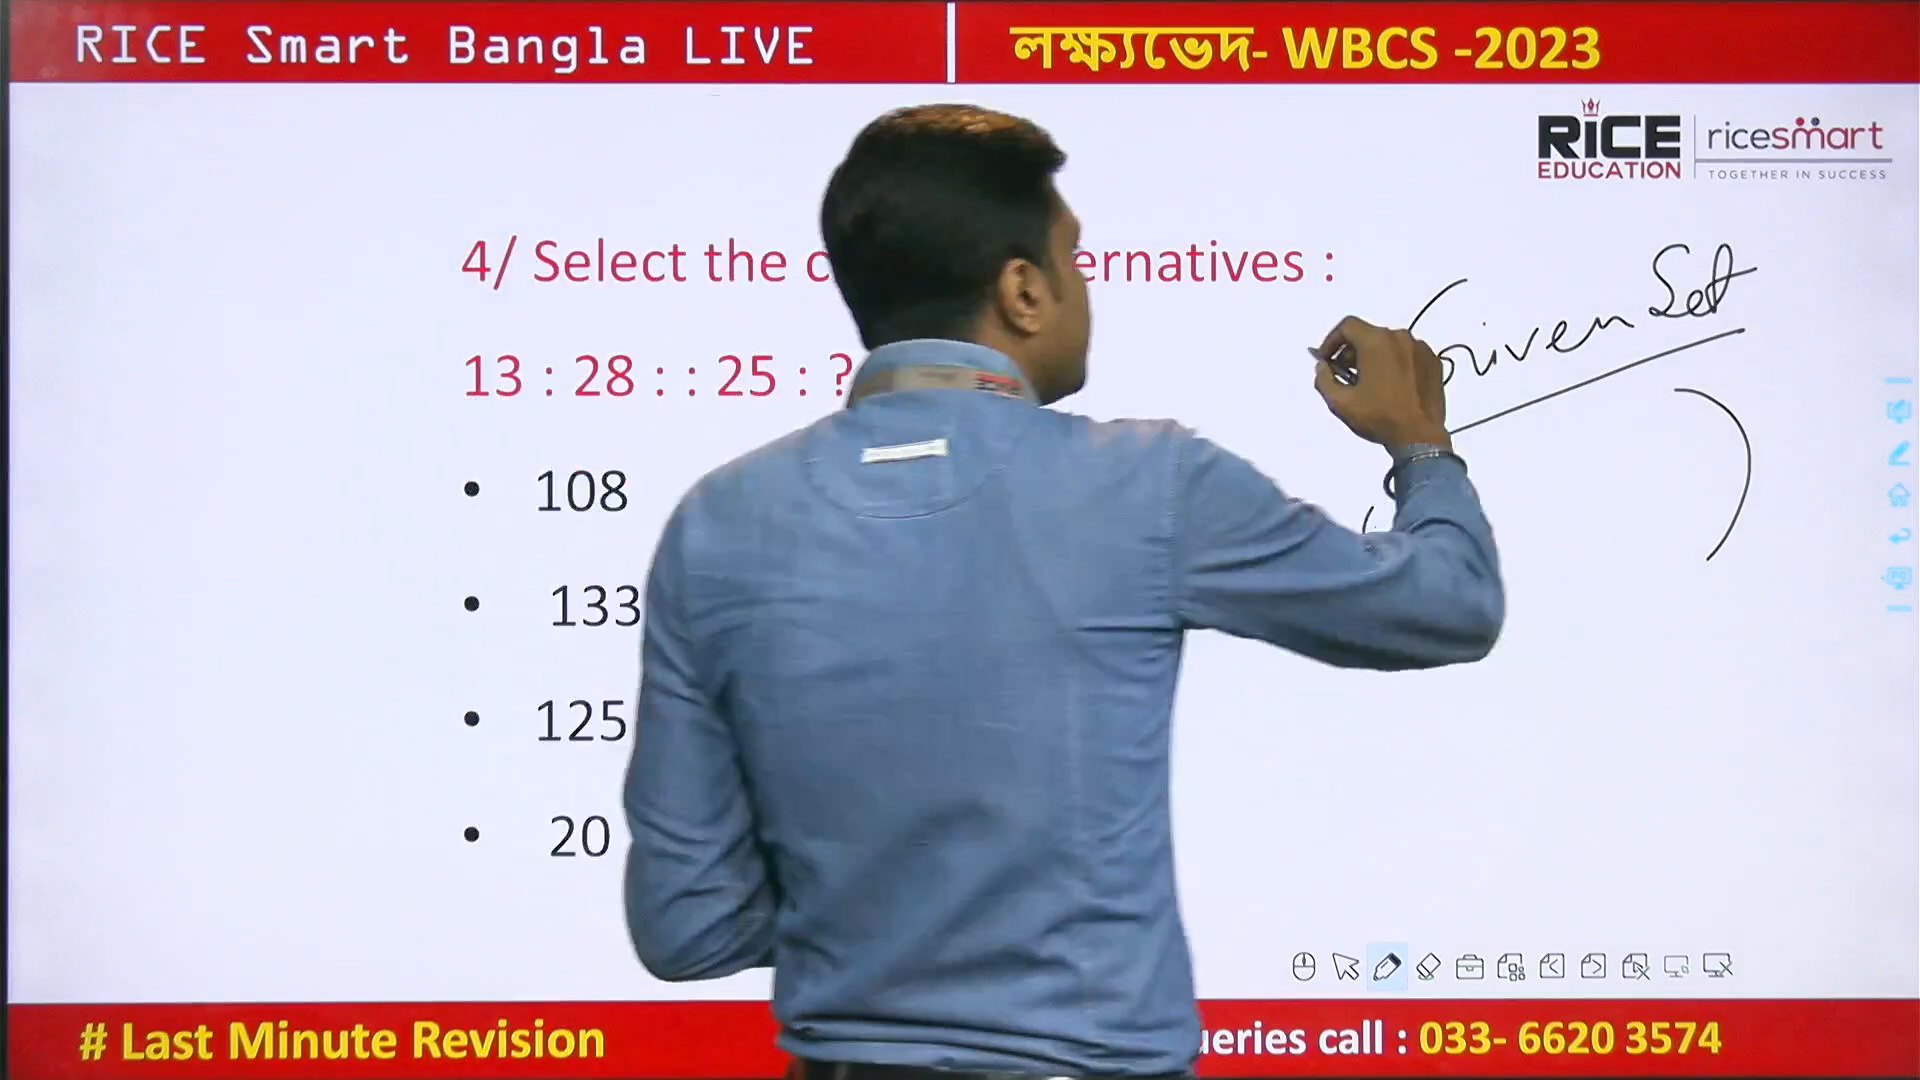 RICE Smart Bangla LIVE
লক্ষ্যভেদ- WBCS -2023
RICE
EDUCATION
ricesmart
TOGETHER IN SUCCESS
4/ Select the c ernatives :
Given Set
13 : 28 : : 25 : ?
• 108
• 133
• 125
• 20
# Last Minute Revision
ueries call : 033- 6620 3574